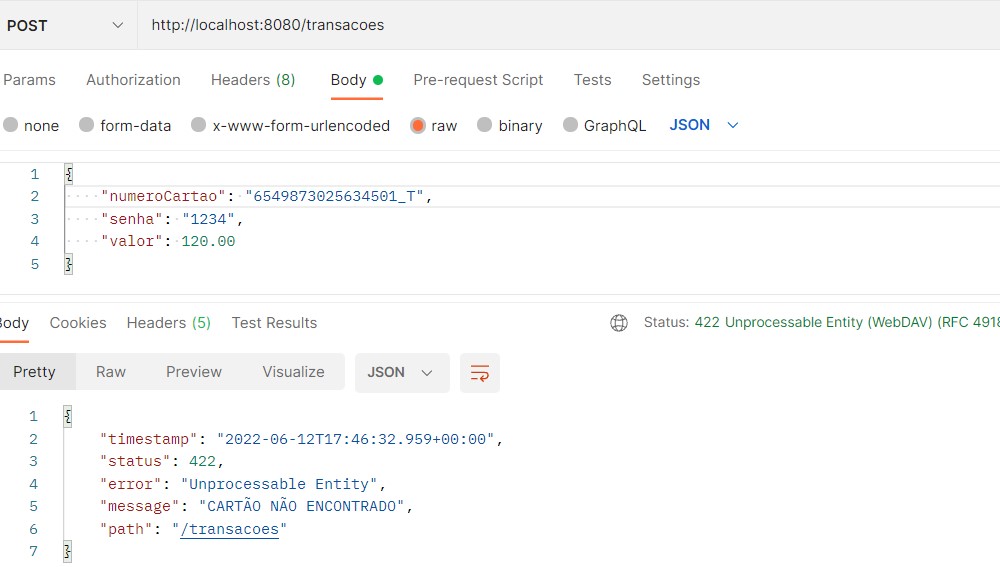 POST http://localhost:8080/transacoes
Params Authorization Headers (8) Body Pre-request Script Tests Settings
none form-data x-www-form-urlencoded raw binary GraphQL JSON
1 {
2 "numeroCartao": "6549873025634501_T",
3 "senha": "1234",
4 "valor": 120.00
5 }
Body Cookies Headers (5) Test Results Status: 422 Unprocessable Entity (WebDAV) (RFC 4918
Pretty Raw Preview Visualize JSON
1 {
2 "timestamp": "2022-06-12T17:46:32.959+00:00",
3 "status": 422,
4 "error": "Unprocessable Entity",
5 "message": "CARTÃO NÃO ENCONTRADO",
6 "path": "/transacoes"
7 }